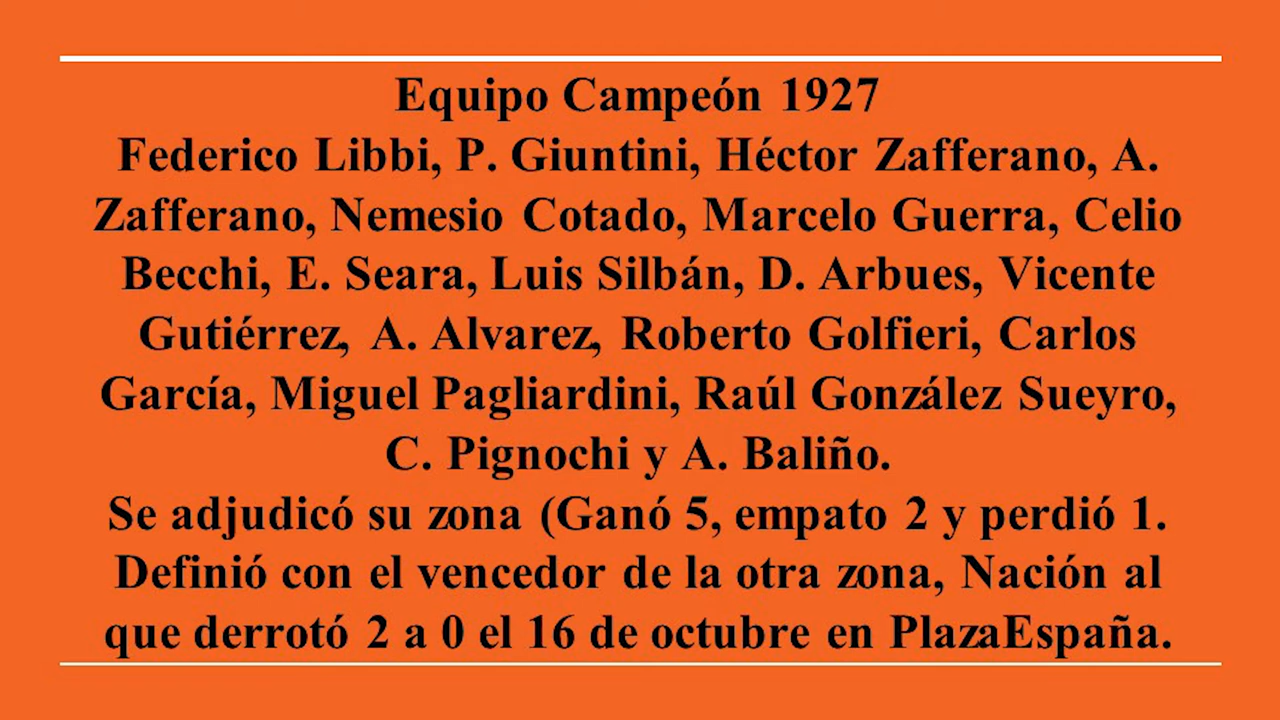 Equipo Campeón 1927
Federico Libbi, P. Giuntini, Héctor Zafferano, A.
Zafferano, Nemesio Cotado, Marcelo Guerra, Celio
Becchi, E. Seara, Luis Silbán, D. Arbues, Vicente
Gutiérrez, A. Alvarez, Roberto Golfieri, Carlos
García, Miguel Pagliardini, Raúl González Sueyro,
C. Pignochi y A. Baliño.
Se adjudicó su zona (Ganó 5, empato 2 y perdió 1.
Definió con el vencedor de la otra zona, Nación al
que derrotó 2 a 0 el 16 de octubre en PlazaEspaña.